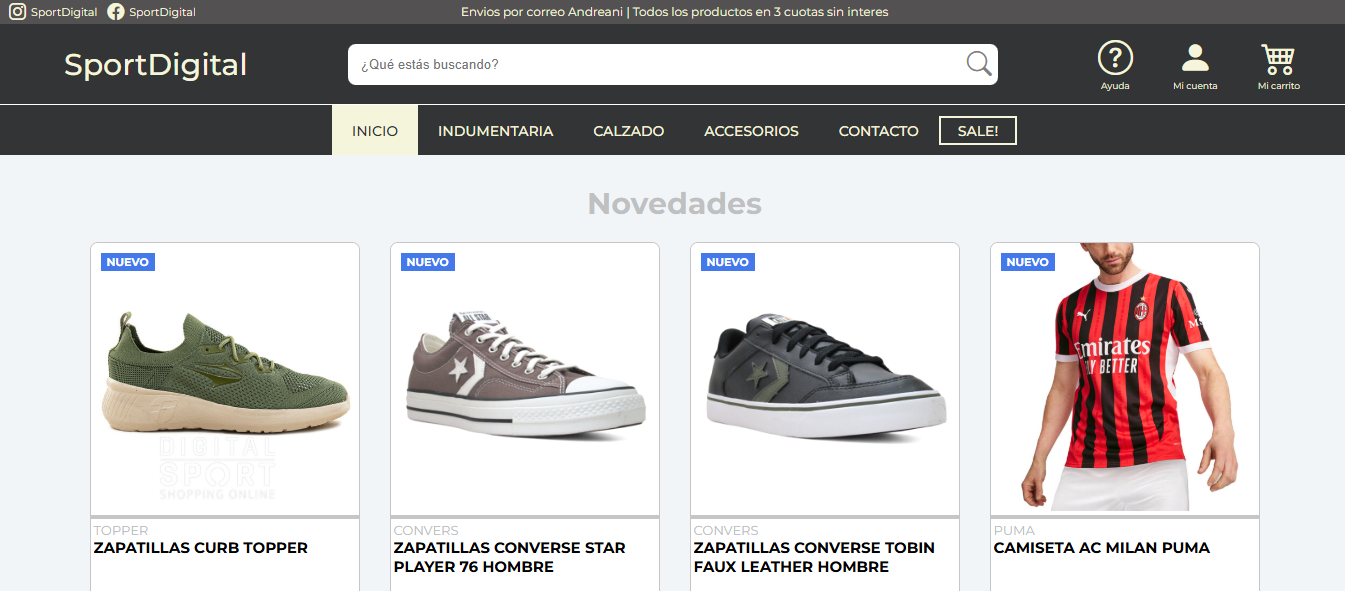 SportDigital SportDigital Envios por correo Andreani | Todos los productos en 3 cuotas sin interes
SportDigital ¿Qué estás buscando? Ayuda Mi cuenta Mi carrito
INICIO INDUMENTARIA CALZADO ACCESORIOS CONTACTO SALE!
Novedades
NUEVO NUEVO NUEVO NUEVO
ALL STAR
Emirates
FLY BETTER
DIGITAL
SPORT
SHOPPING ONLINE
TOPPER CONVERS CONVERS PUMA
ZAPATILLAS CURB TOPPER ZAPATILLAS CONVERSE STAR ZAPATILLAS CONVERSE TOBIN CAMISETA AC MILAN PUMA
PLAYER 76 HOMBRE FAUX LEATHER HOMBRE